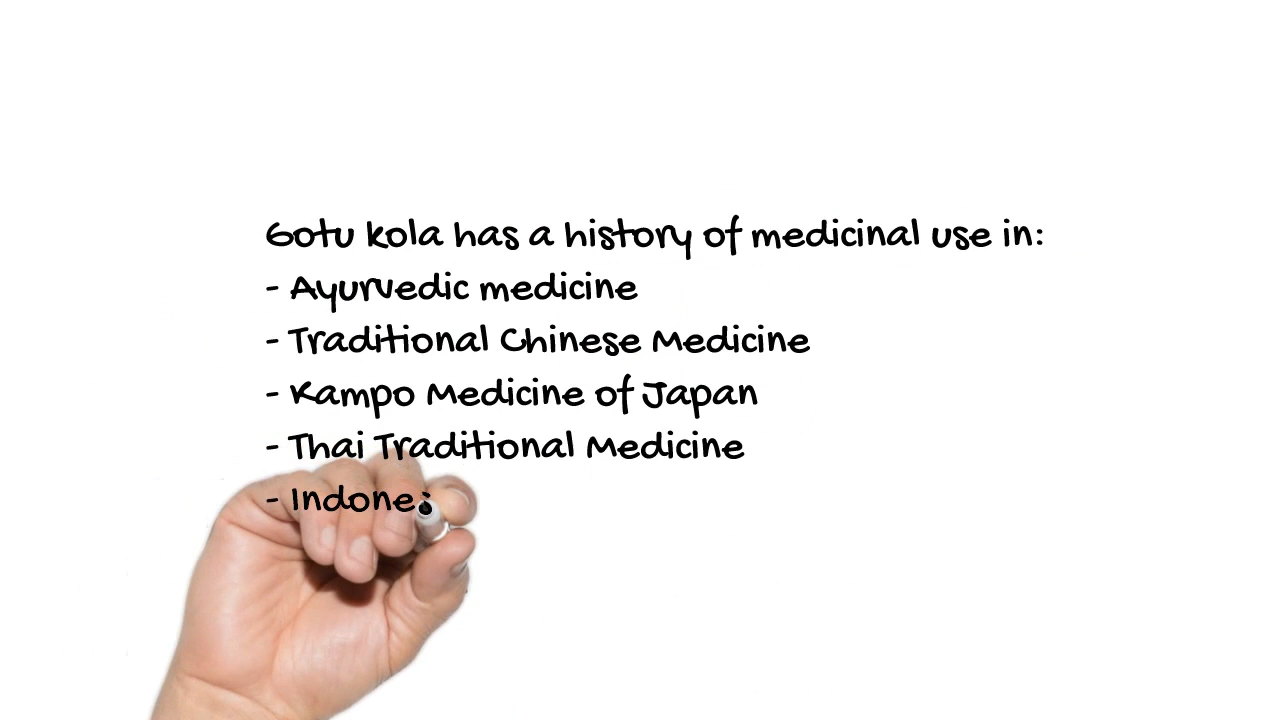 Gotu kola has a history of medicinal use in:
- Ayurvedic medicine
- Traditional Chinese Medicine
- Kampo Medicine of Japan
- Thai Traditional Medicine
- Indone